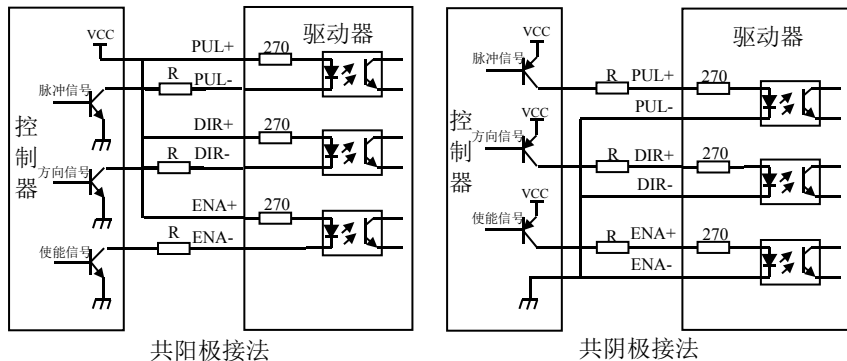 VCC
脉冲信号
控制器
方向信号
使能信号
PUL+
270
驱动器
R
PUL-
DIR+
270
R
DIR-
ENA+
270
R
ENA-
共阳极接法
VCC
脉冲信号
VCC
控制器
方向信号
VCC
使能信号
驱动器
R
PUL+
270
PUL-
R
DIR+
270
DIR-
R
ENA+
270
ENA-
共阴极接法